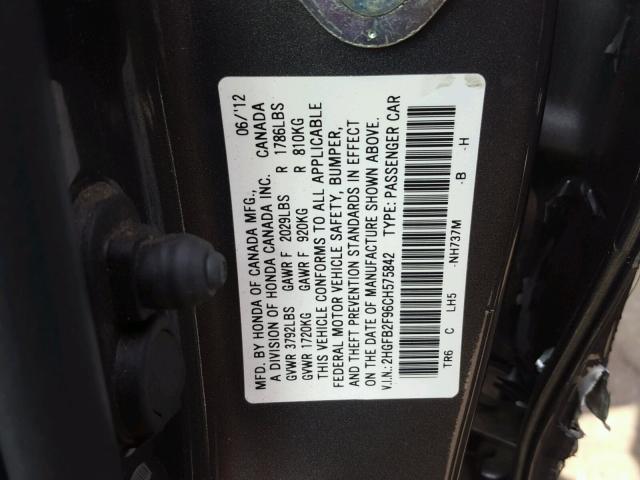 MFD. BY HONDA OF CANADA MFG., 06/'12
A DIVISION OF HONDA CANADA INC. CANADA
GVWR 3792LBS GAWR F 2029LBS R 1786LBS
GVWR 1720KG GAWR F 920KG R 810KG
THIS VEHICLE CONFORMS TO ALL APPLICABLE
FEDERAL MOTOR VEHICLE SAFETY, BUMPER,
AND THEFT PREVENTION STANDARDS IN EFFECT
ON THE DATE OF MANUFACTURE SHOWN ABOVE.
V.I.N.: 2HGFB2F96CH575842 TYPE: PASSENGER CAR
TR6 C LH5 -NH737M -B -H